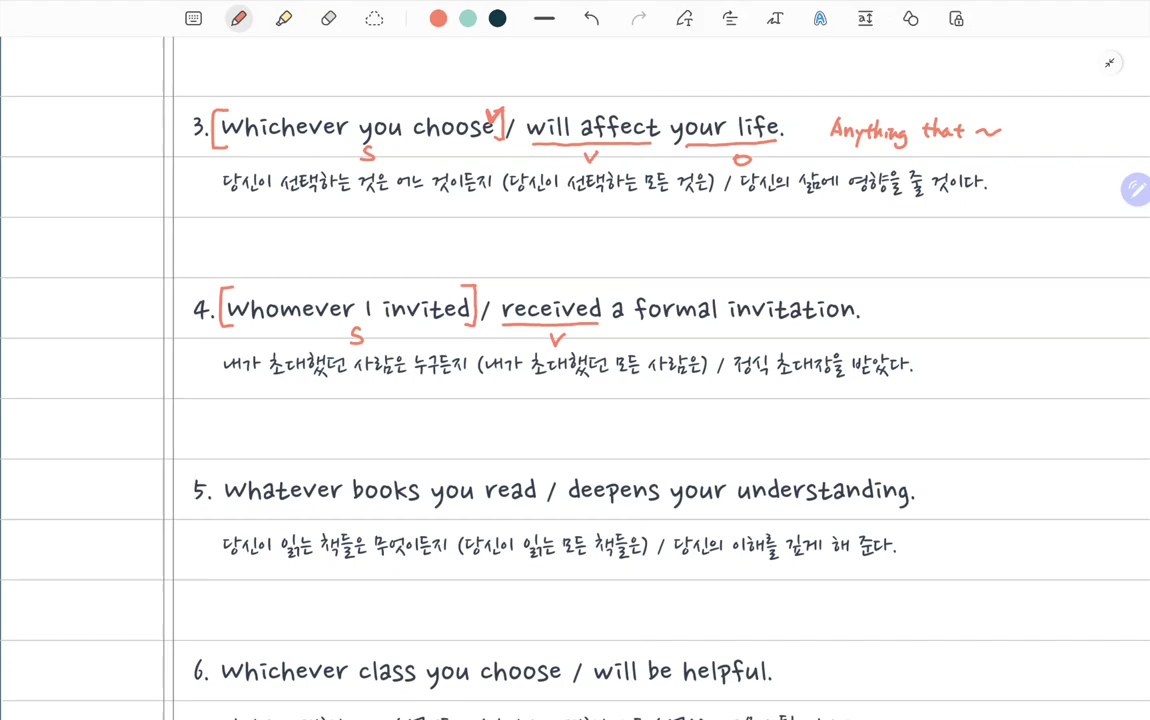 3. [Whichever you choose] / will affect your life. Anything that ~
S V V O
당신이 선택하는 것은 어느 것이든지 (당신이 선택하는 모든 것은) / 당신의 삶에 영향을 줄 것이다.
4. [Whomever I invited] / received a formal invitation.
S V
내가 초대했던 사람은 누구든지 (내가 초대했던 모든 사람은) / 정식 초대장을 받았다.
5. Whatever books you read / deepens your understanding.
당신이 읽는 책들은 무엇이든지 (당신이 읽는 모든 책들은) / 당신의 이해를 깊게 해 준다.
6. Whichever class you choose / will be helpful.